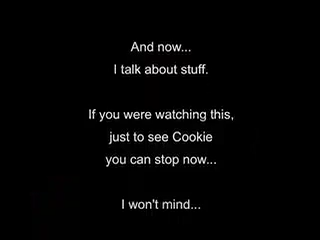 And now...
I talk about stuff.
If you were watching this,
just to see Cookie
you can stop now...
I won't mind...